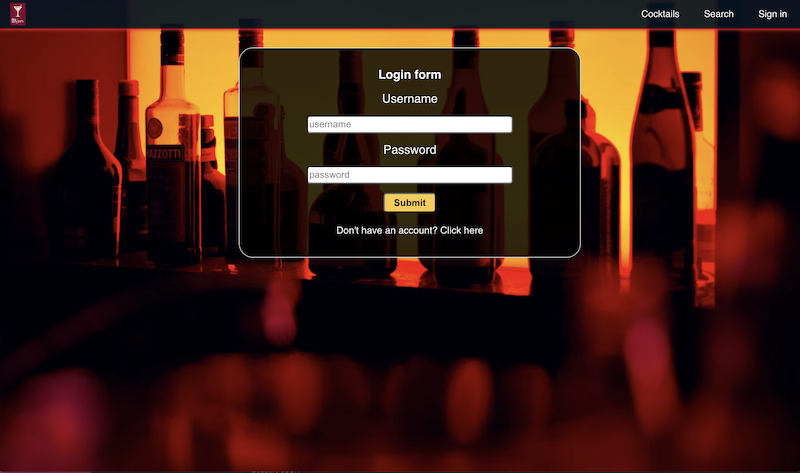 Cocktails
Search
Sign in
Login form
Username
username
Password
password
Submit
Don't have an account? Click here